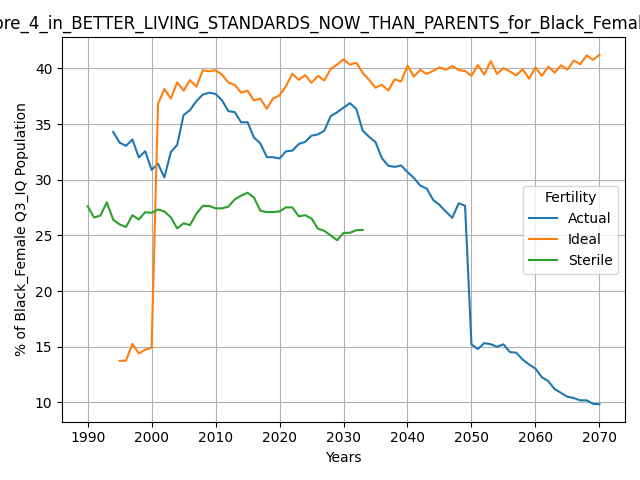 ore_4_in_BETTER_LIVING_STANDARDS_NOW_THAN_PARENTS_for_Black_Femal
% of Black_Female Q3_IQ Population
40
35
30
25
20
15
10
Fertility
Actual
Ideal
Sterile
1990 2000 2010 2020 2030 2040 2050 2060 2070
Years